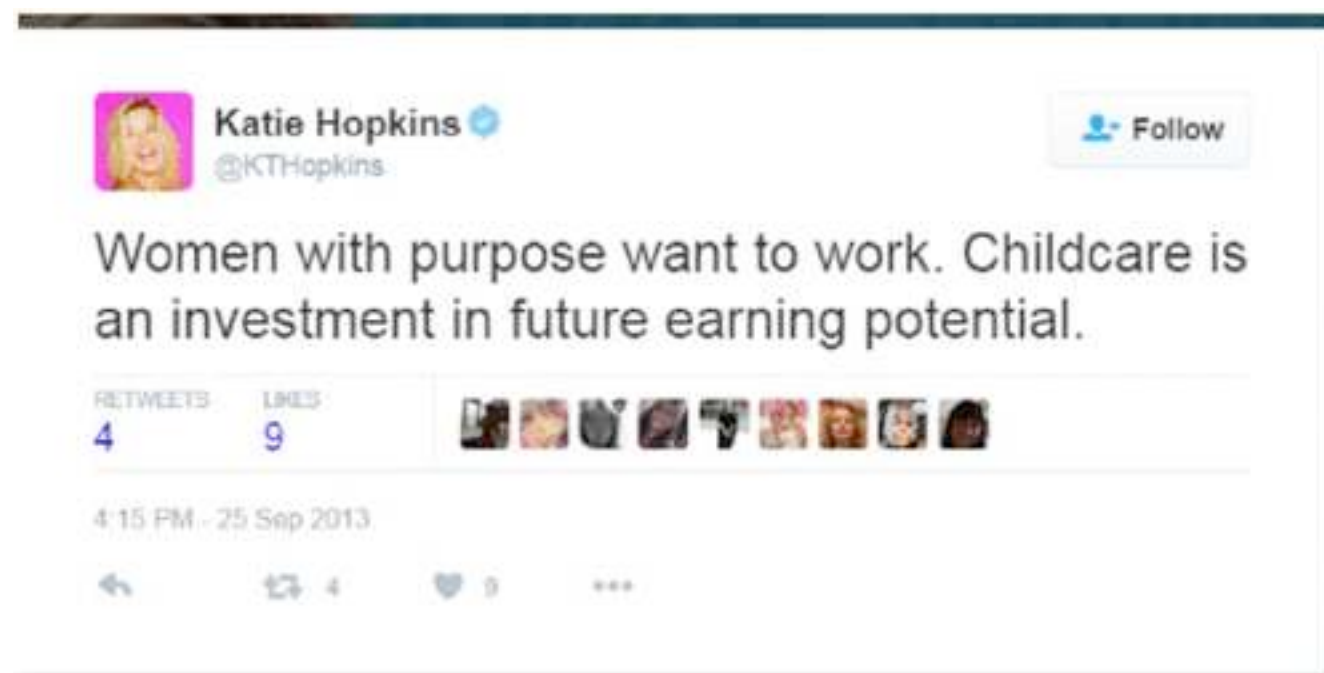 Katie Hopkins
@KTHopkins
Follow
Women with purpose want to work. Childcare is
an investment in future earning potential.
RETWEETS LIKES
4 9
4:15 PM - 25 Sep 2013
4 9